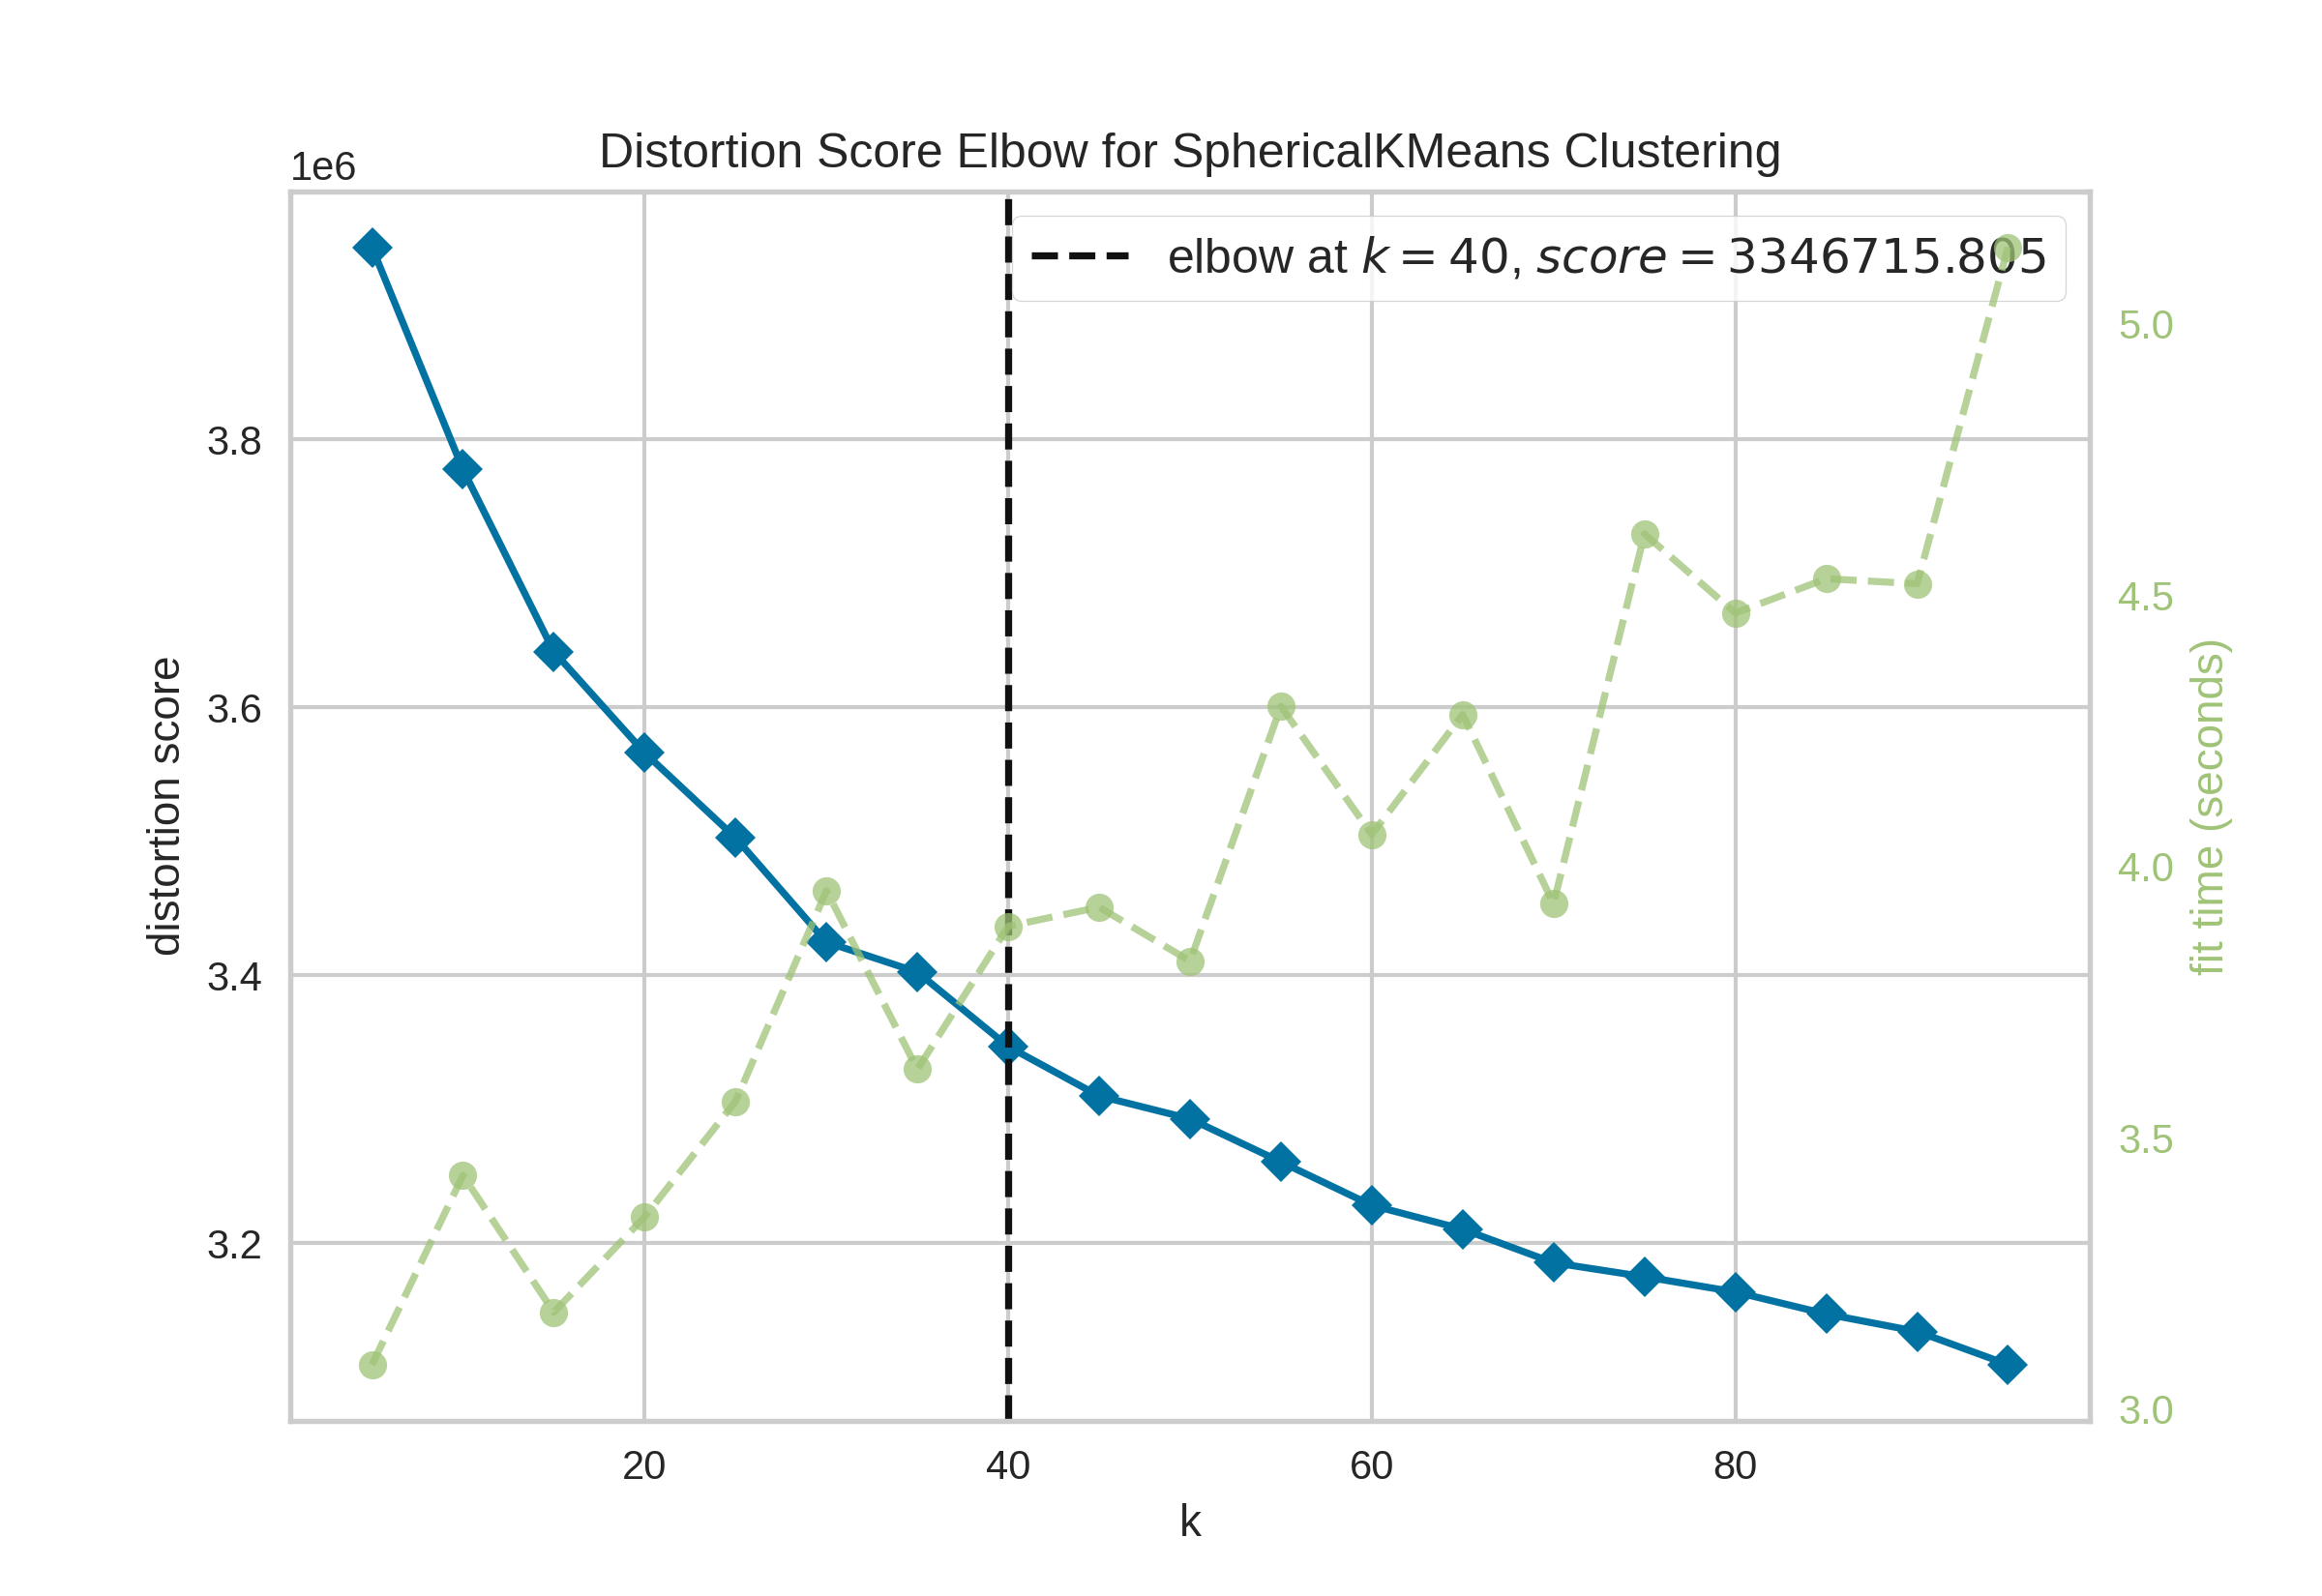 Distortion Score Elbow for SphericalKMeans Clustering
1e6
elbow at k = 40, score = 3346715.805
5.0
3.8
4.5
3.6
4.0
3.4
3.5
3.2
3.0
distortion score
fit time (seconds)
20 40 60 80
k